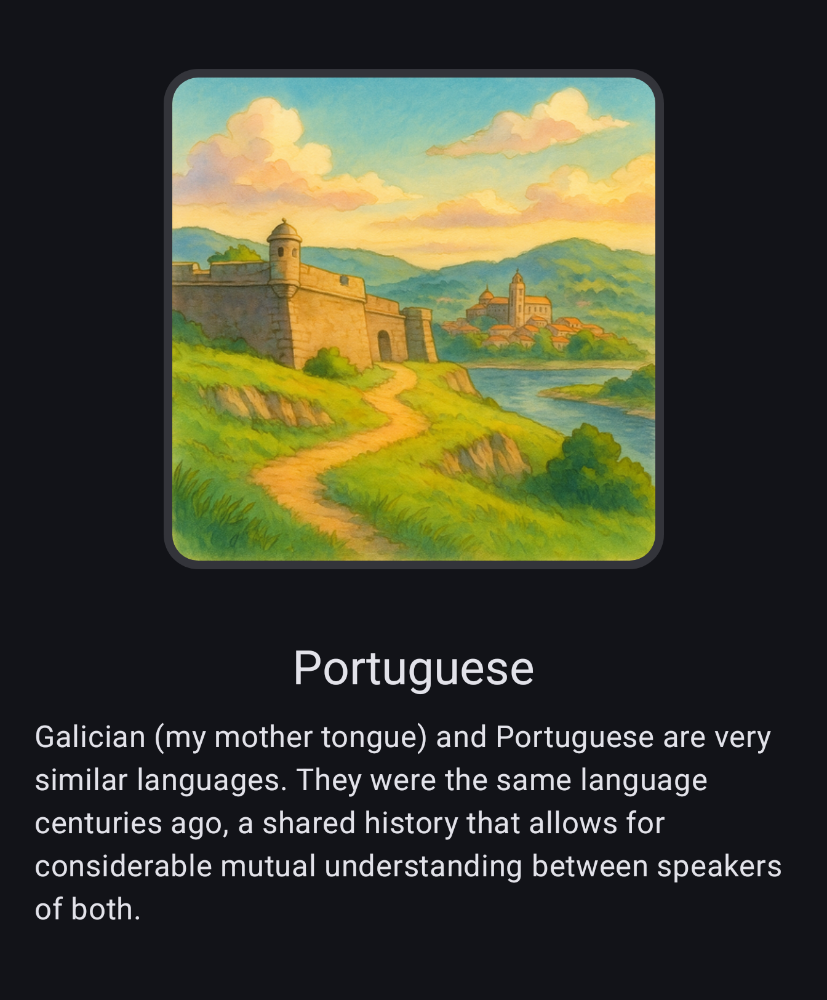 Portuguese
Galician (my mother tongue) and Portuguese are very
similar languages. They were the same language
centuries ago, a shared history that allows for
considerable mutual understanding between speakers
of both.